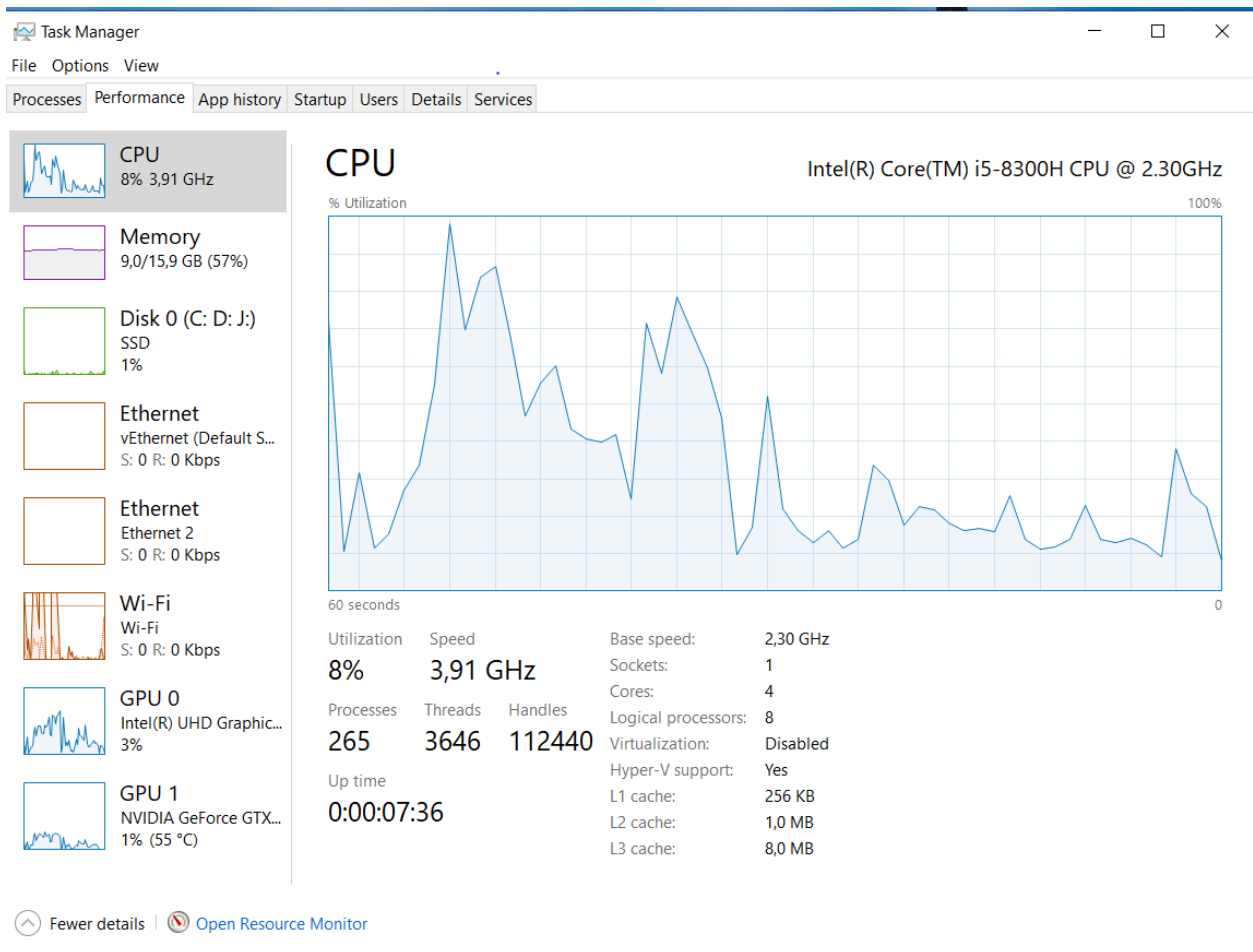 Task Manager
File Options View
Processes Performance App history Startup Users Details Services
CPU
8% 3,91 GHz
Memory
9,0/15,9 GB (57%)
Disk 0 (C: D: J:)
SSD
1%
Ethernet
vEthernet (Default S...
S: 0 R: 0 Kbps
Ethernet
Ethernet 2
S: 0 R: 0 Kbps
Wi-Fi
Wi-Fi
S: 0 R: 0 Kbps
GPU 0
Intel(R) UHD Graphic...
3%
GPU 1
NVIDIA GeForce GTX...
1% (55 °C)
CPU Intel(R) Core(TM) i5-8300H CPU @ 2.30GHz
% Utilization 100%
60 seconds 0
Utilization Speed
8% 3,91 GHz
Processes Threads Handles
265 3646 112440
Up time
0:00:07:36
Base speed: 2,30 GHz
Sockets: 1
Cores: 4
Logical processors: 8
Virtualization: Disabled
Hyper-V support: Yes
L1 cache: 256 KB
L2 cache: 1,0 MB
L3 cache: 8,0 MB
Fewer details Open Resource Monitor